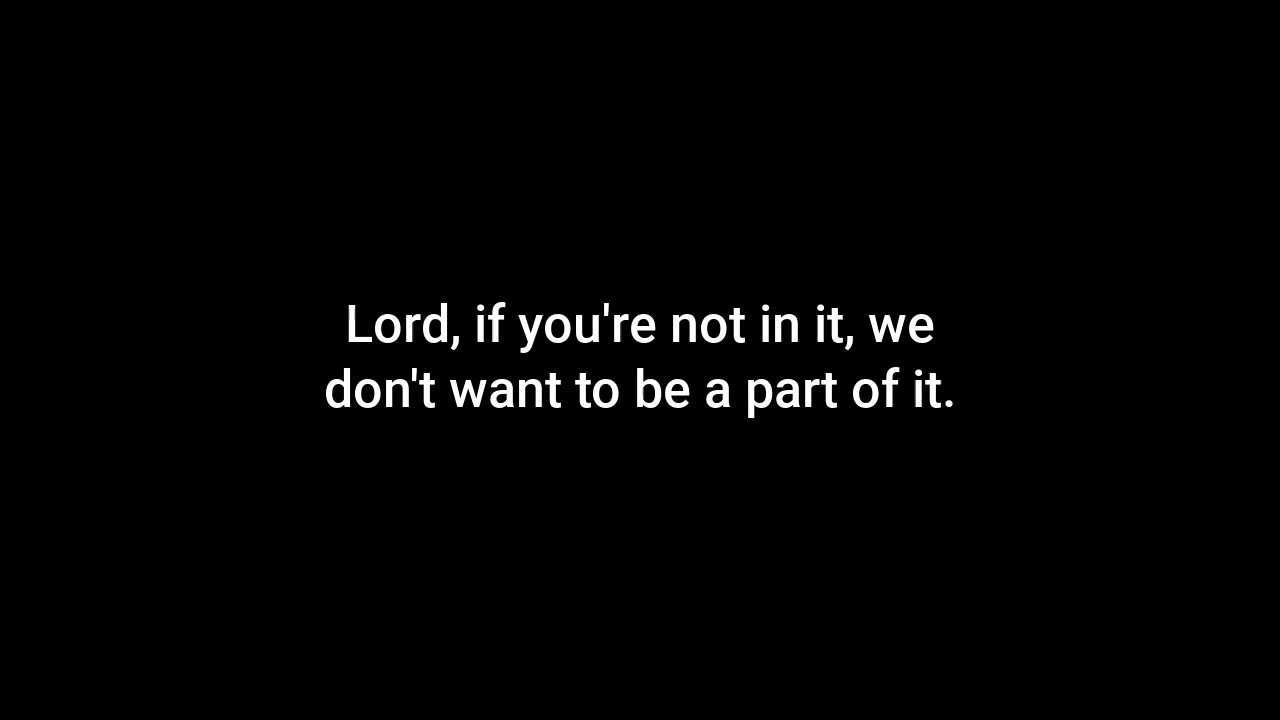 Lord, if you're not in it, we
don't want to be a part of it.